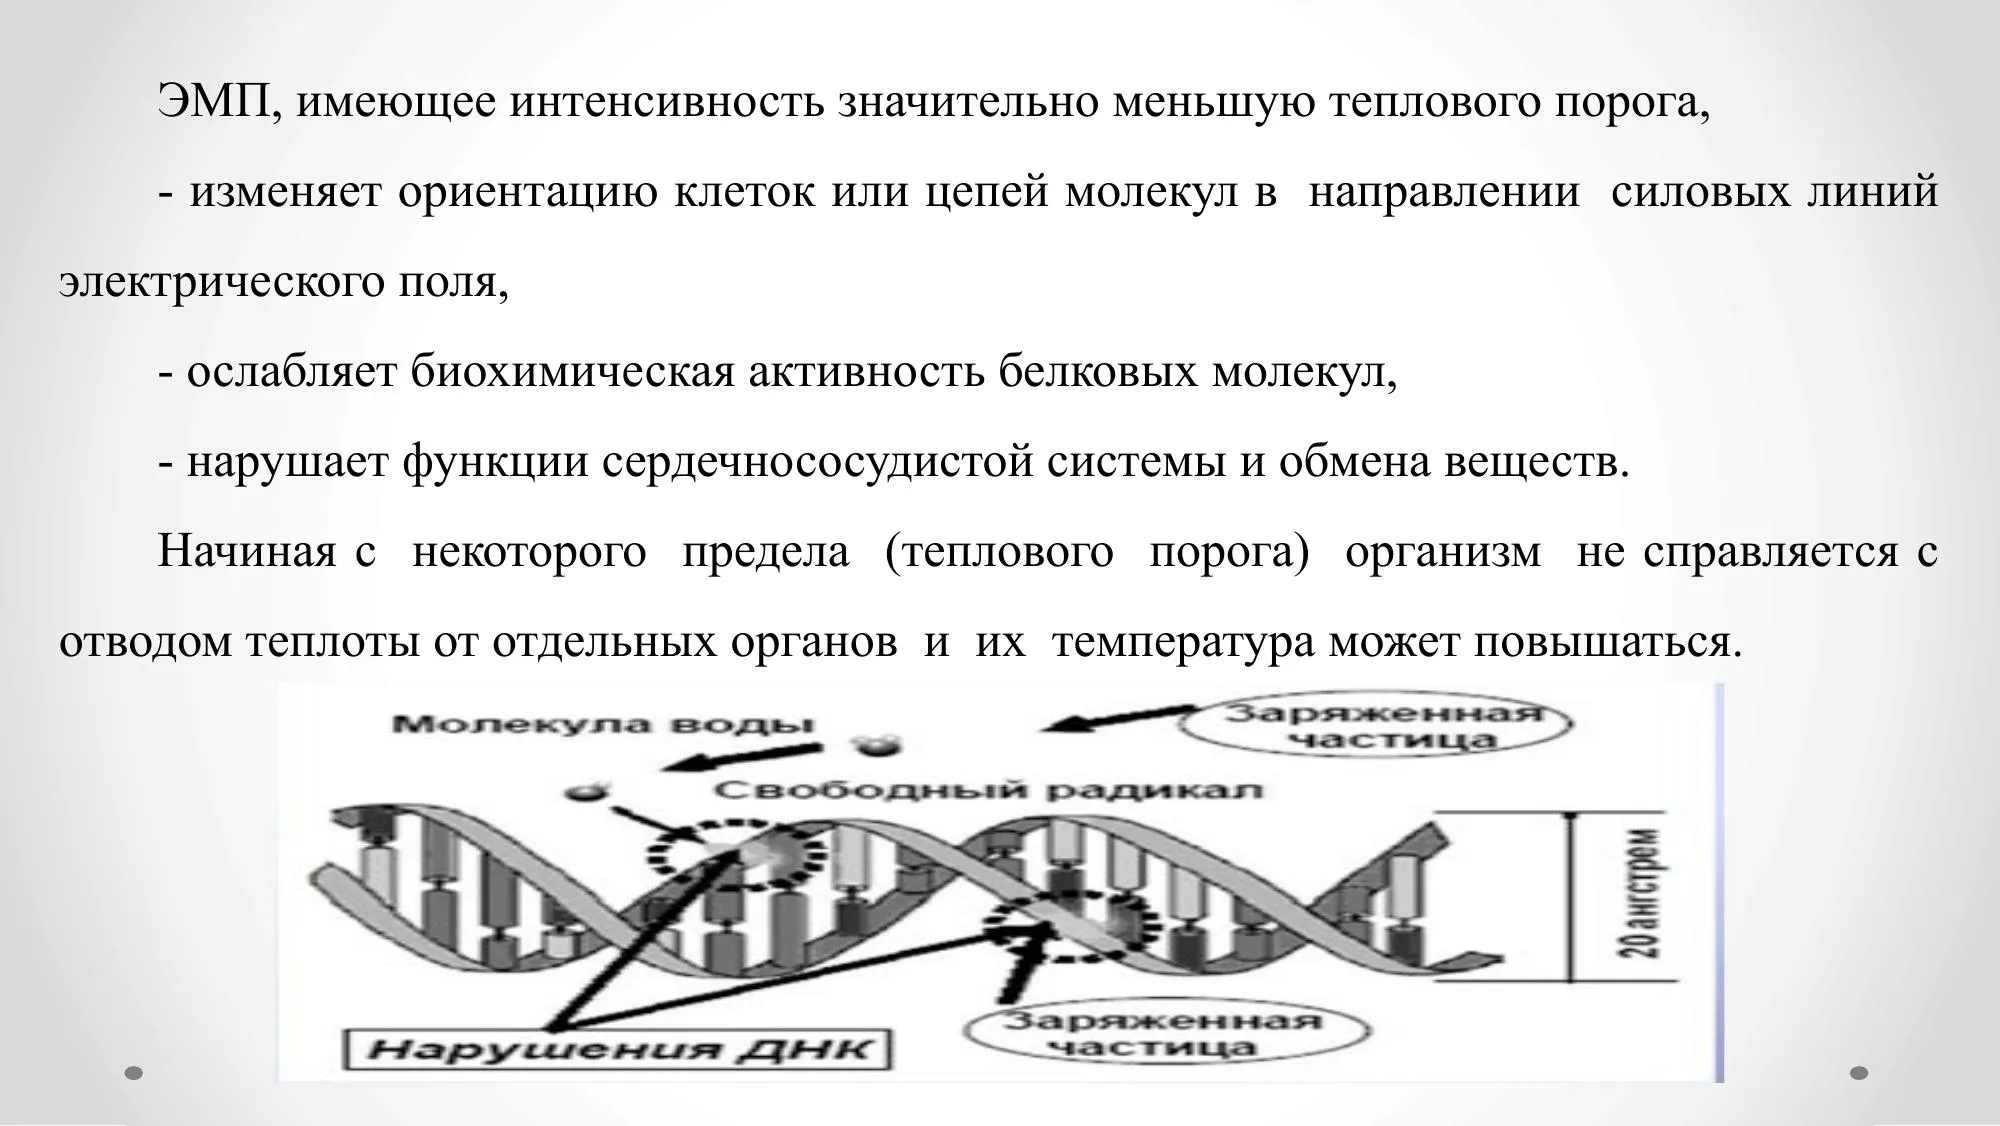 ЭМП, имеющее интенсивность значительно меньшую теплового порога,
- изменяет ориентацию клеток или цепей молекул в направлении силовых линий
электрического поля,
- ослабляет биохимическая активность белковых молекул,
- нарушает функции сердечнососудистой системы и обмена веществ.
Начиная с некоторого предела (теплового порога) организм не справляется с
отводом теплоты от отдельных органов и их температура может повышаться.
Молекула воды
Заряженная
частица
Свободный радикал
20 ангстрем
Заряженная
частица
Нарушения ДНК